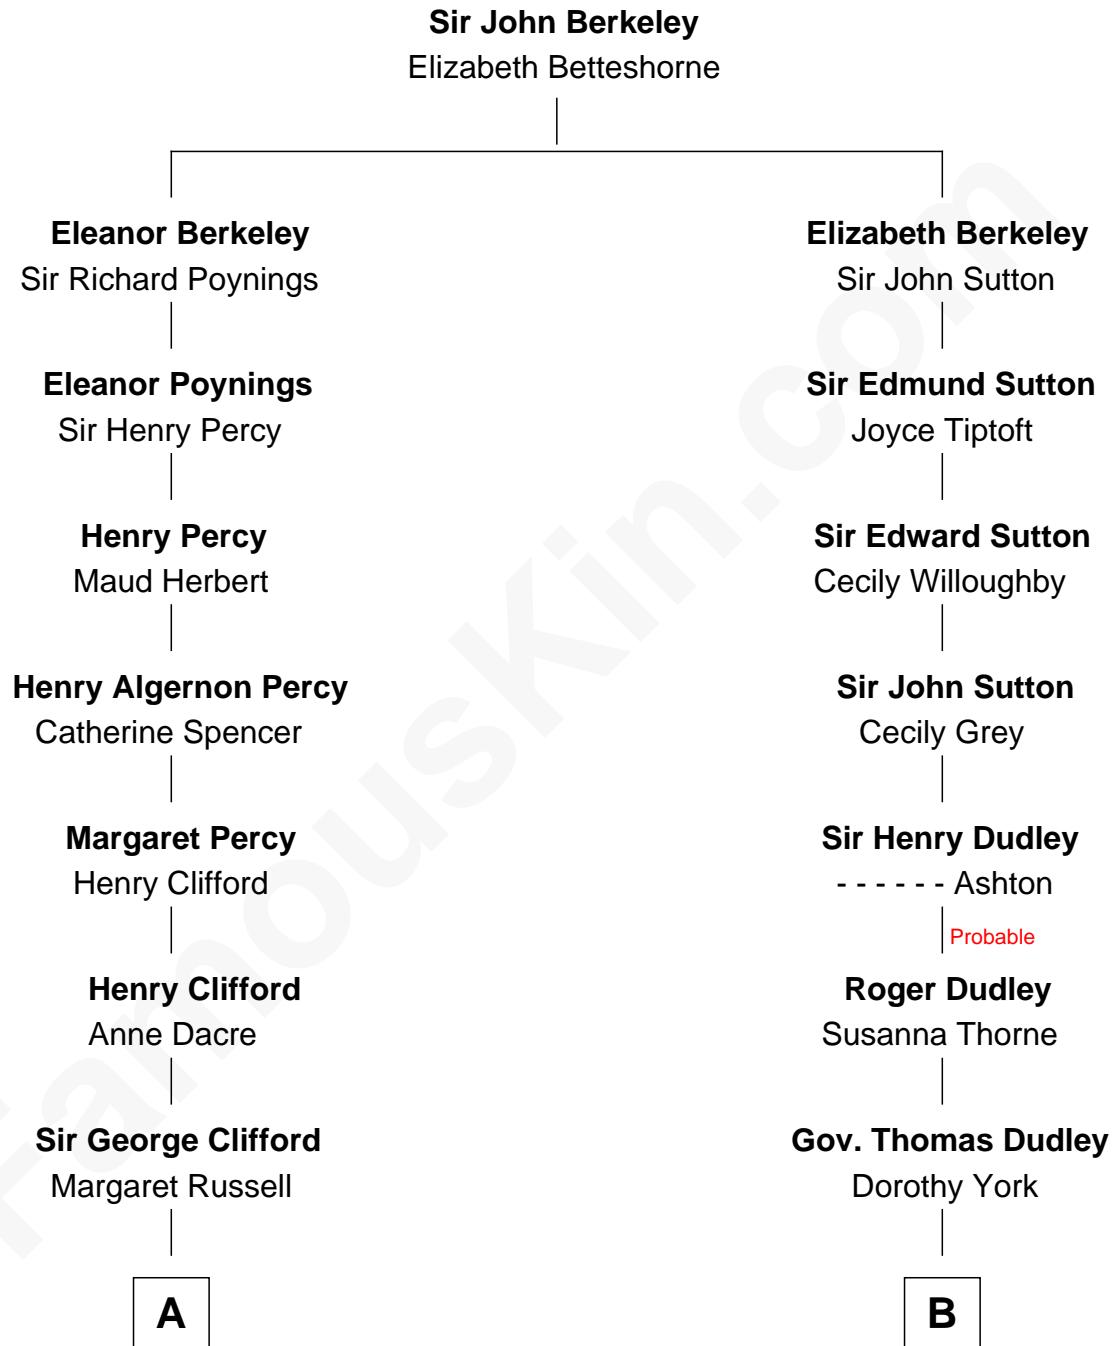 Sir John Berkeley
Elizabeth Betteshorne
Eleanor Berkeley
Sir Richard Poynings
Elizabeth Berkeley
Sir John Sutton
Eleanor Poynings
Sir Henry Percy
Sir Edmund Sutton
Joyce Tiptoft
Henry Percy
Maud Herbert
Sir Edward Sutton
Cecily Willoughby
Henry Algernon Percy
Catherine Spencer
Sir John Sutton
Cecily Grey
Margaret Percy
Henry Clifford
Sir Henry Dudley
- - - - - - Ashton
Probable
Henry Clifford
Anne Dacre
Roger Dudley
Susanna Thorne
Sir George Clifford
Margaret Russell
Gov. Thomas Dudley
Dorothy York
A
B
FamousKin.com